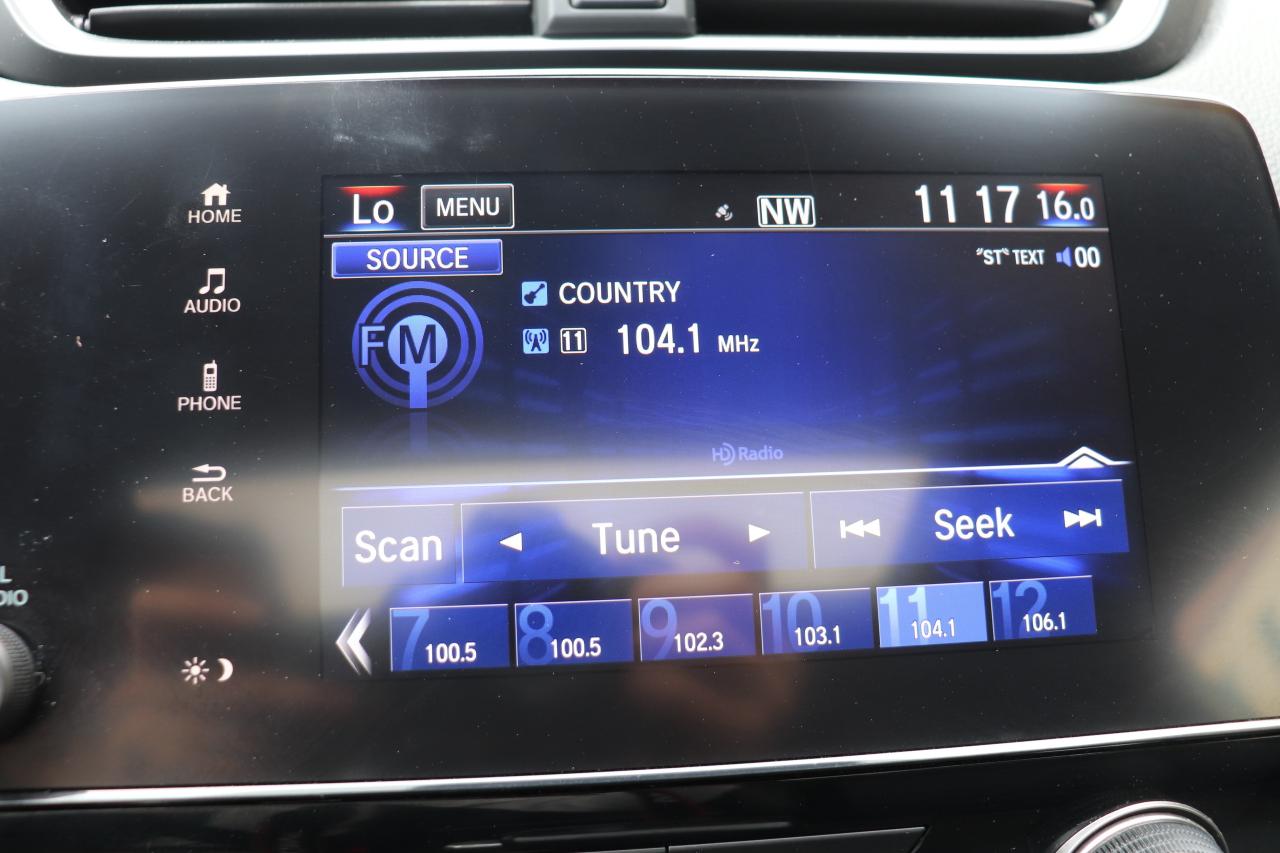 Lo MENU NW 11 17 16.0
SOURCE "ST" TEXT 00
COUNTRY
FM 11 104.1 MHz
HD Radio
Scan Tune Seek
7 100.5 8 100.5 9 102.3 10 103.1 11 104.1 12 106.1
HOME
AUDIO
PHONE
BACK